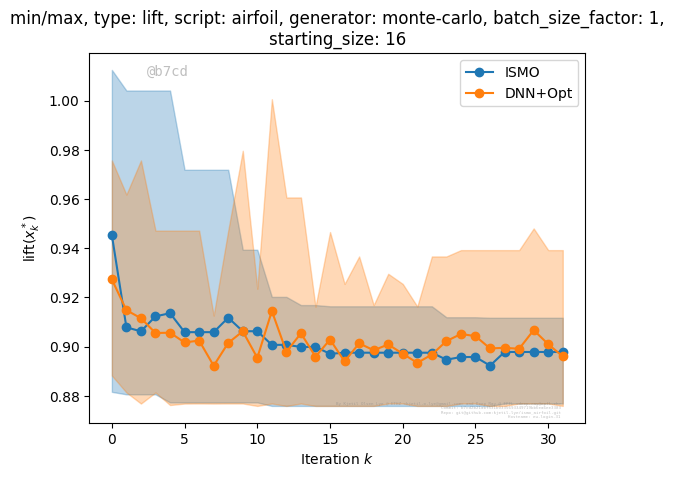 min/max, type: lift, script: airfoil, generator: monte-carlo, batch_size_factor: 1,
starting_size: 16
@b7cd
ISMO
DNN+Opt
1.00
0.98
0.96
0.94
0.92
0.90
0.88
lift(x_k^*)
0 5 10 15 20 25 30
Iteration k